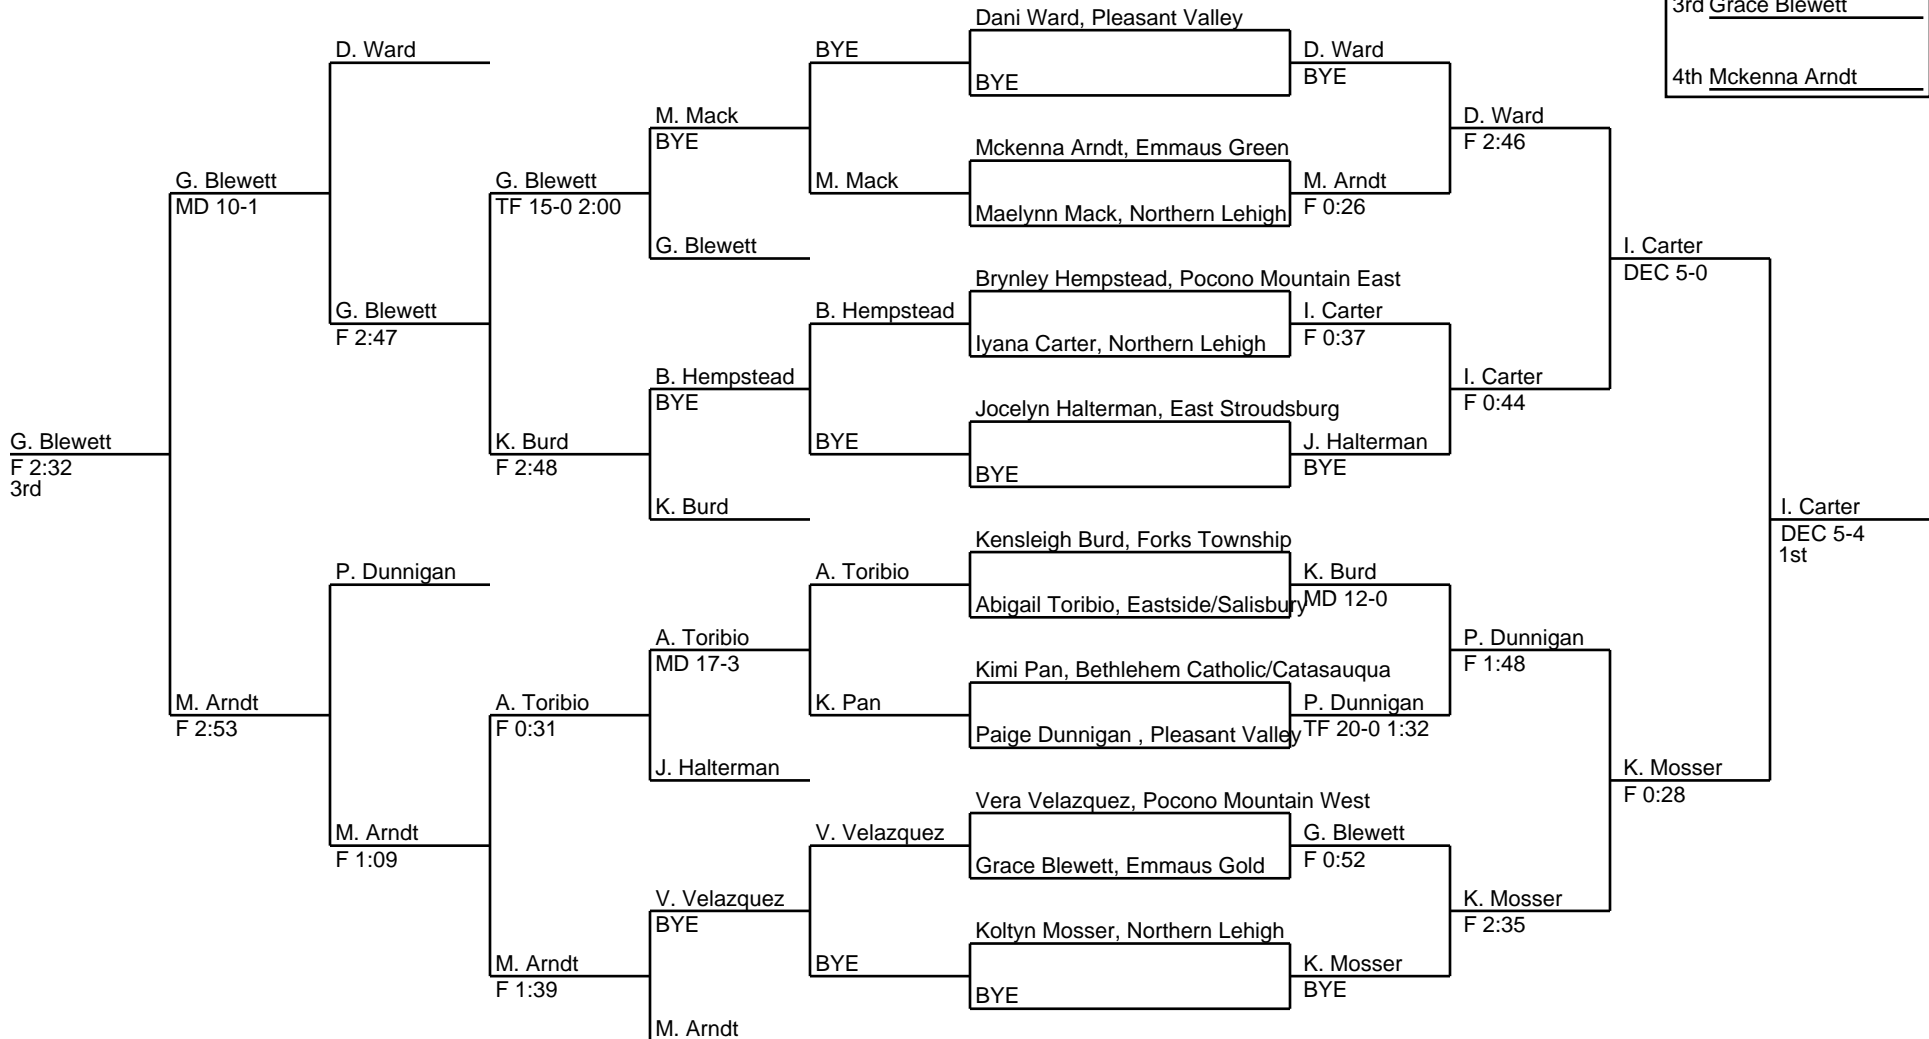 3rd Grace Blewett
4th Mckenna Arndt
Dani Ward, Pleasant Valley
D. Ward
BYE
D. Ward
BYE
BYE
M. Mack
BYE
D. Ward
F 2:46
Mckenna Arndt, Emmaus Green
G. Blewett
MD 10-1
G. Blewett
TF 15-0 2:00
M. Mack
M. Arndt
F 0:26
Maelynn Mack, Northern Lehigh
G. Blewett
I. Carter
DEC 5-0
Brynley Hempstead, Pocono Mountain East
G. Blewett
F 2:47
B. Hempstead
I. Carter
F 0:37
Iyana Carter, Northern Lehigh
B. Hempstead
BYE
I. Carter
F 0:44
Jocelyn Halterman, East Stroudsburg
G. Blewett
F 2:32
3rd
K. Burd
F 2:48
BYE
J. Halterman
BYE
BYE
K. Burd
I. Carter
DEC 5-4
1st
Kensleigh Burd, Forks Township
P. Dunnigan
A. Toribio
K. Burd
MD 12-0
Abigail Toribio, Eastside/Salisbury
A. Toribio
MD 17-3
P. Dunnigan
F 1:48
Kimi Pan, Bethlehem Catholic/Catasauqua
M. Arndt
F 2:53
A. Toribio
F 0:31
K. Pan
P. Dunnigan
TF 20-0 1:32
Paige Dunnigan , Pleasant Valley
J. Halterman
K. Mosser
F 0:28
Vera Velazquez, Pocono Mountain West
M. Arndt
F 1:09
V. Velazquez
G. Blewett
F 0:52
Grace Blewett, Emmaus Gold
V. Velazquez
BYE
K. Mosser
F 2:35
Koltyn Mosser, Northern Lehigh
M. Arndt
F 1:39
BYE
K. Mosser
BYE
BYE
M. Arndt